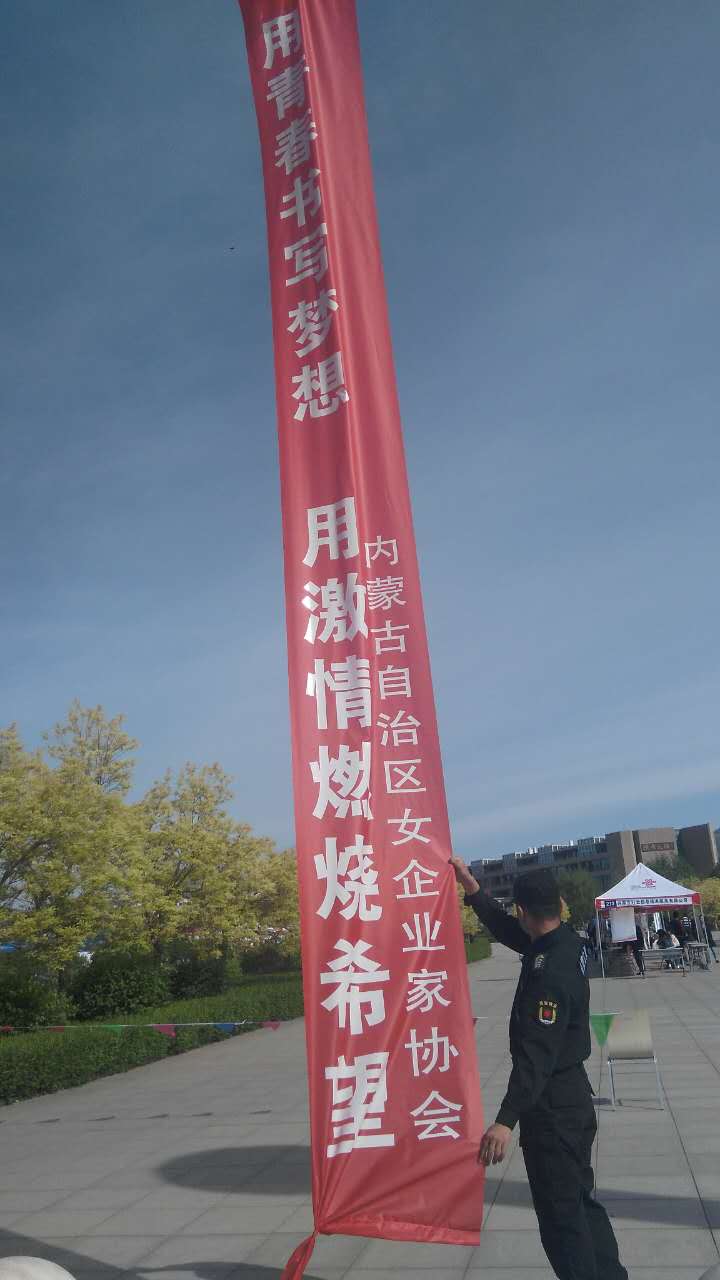 用青春书写梦想 用激情燃烧希望
内蒙古自治区女企业家协会